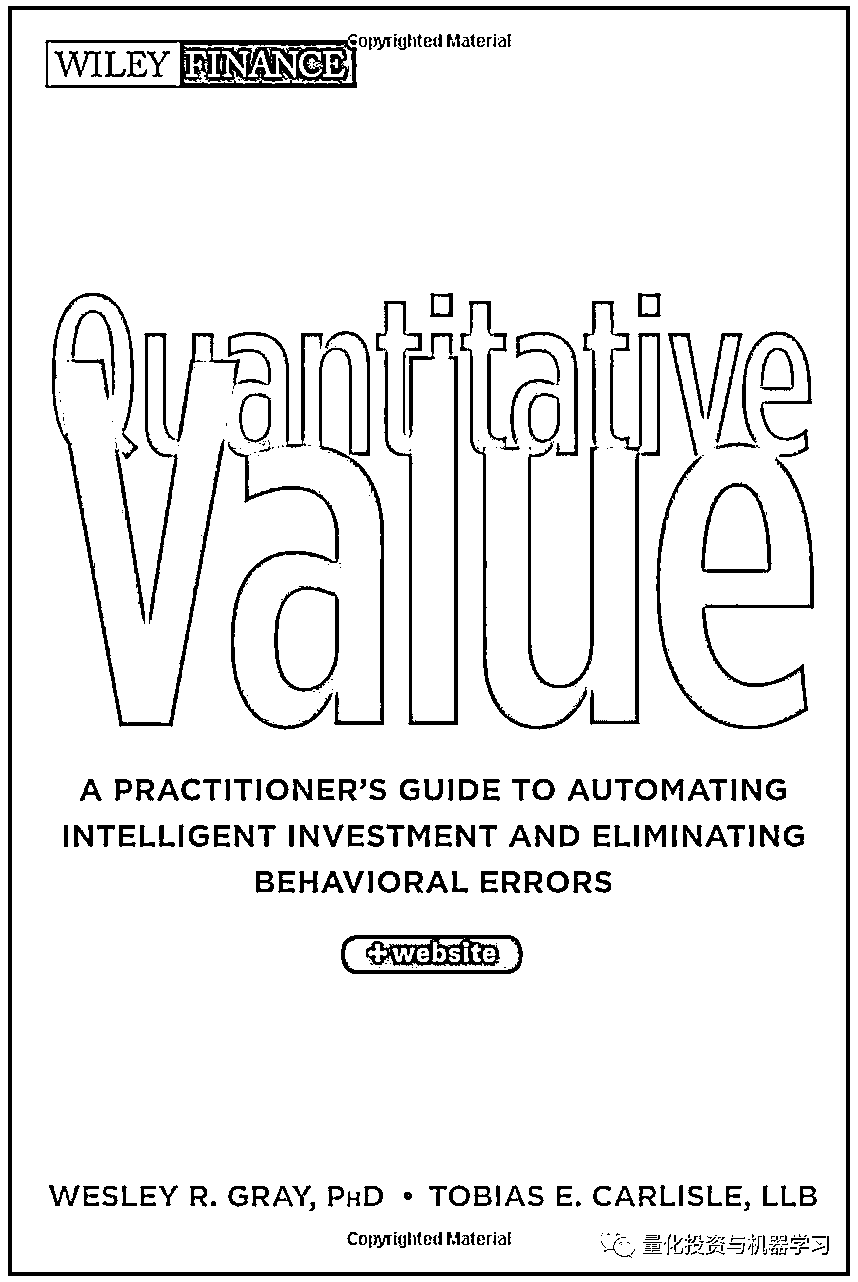 Copyrighted Material
WILEY FINANCE
Quantitative
Value
A PRACTITIONER’S GUIDE TO AUTOMATING
INTELLIGENT INVESTMENT AND ELIMINATING
BEHAVIORAL ERRORS
+website
WESLEY R. GRAY, PHD • TOBIAS E. CARLISLE, LLB
Copyrighted Material
量化投资与机器学习